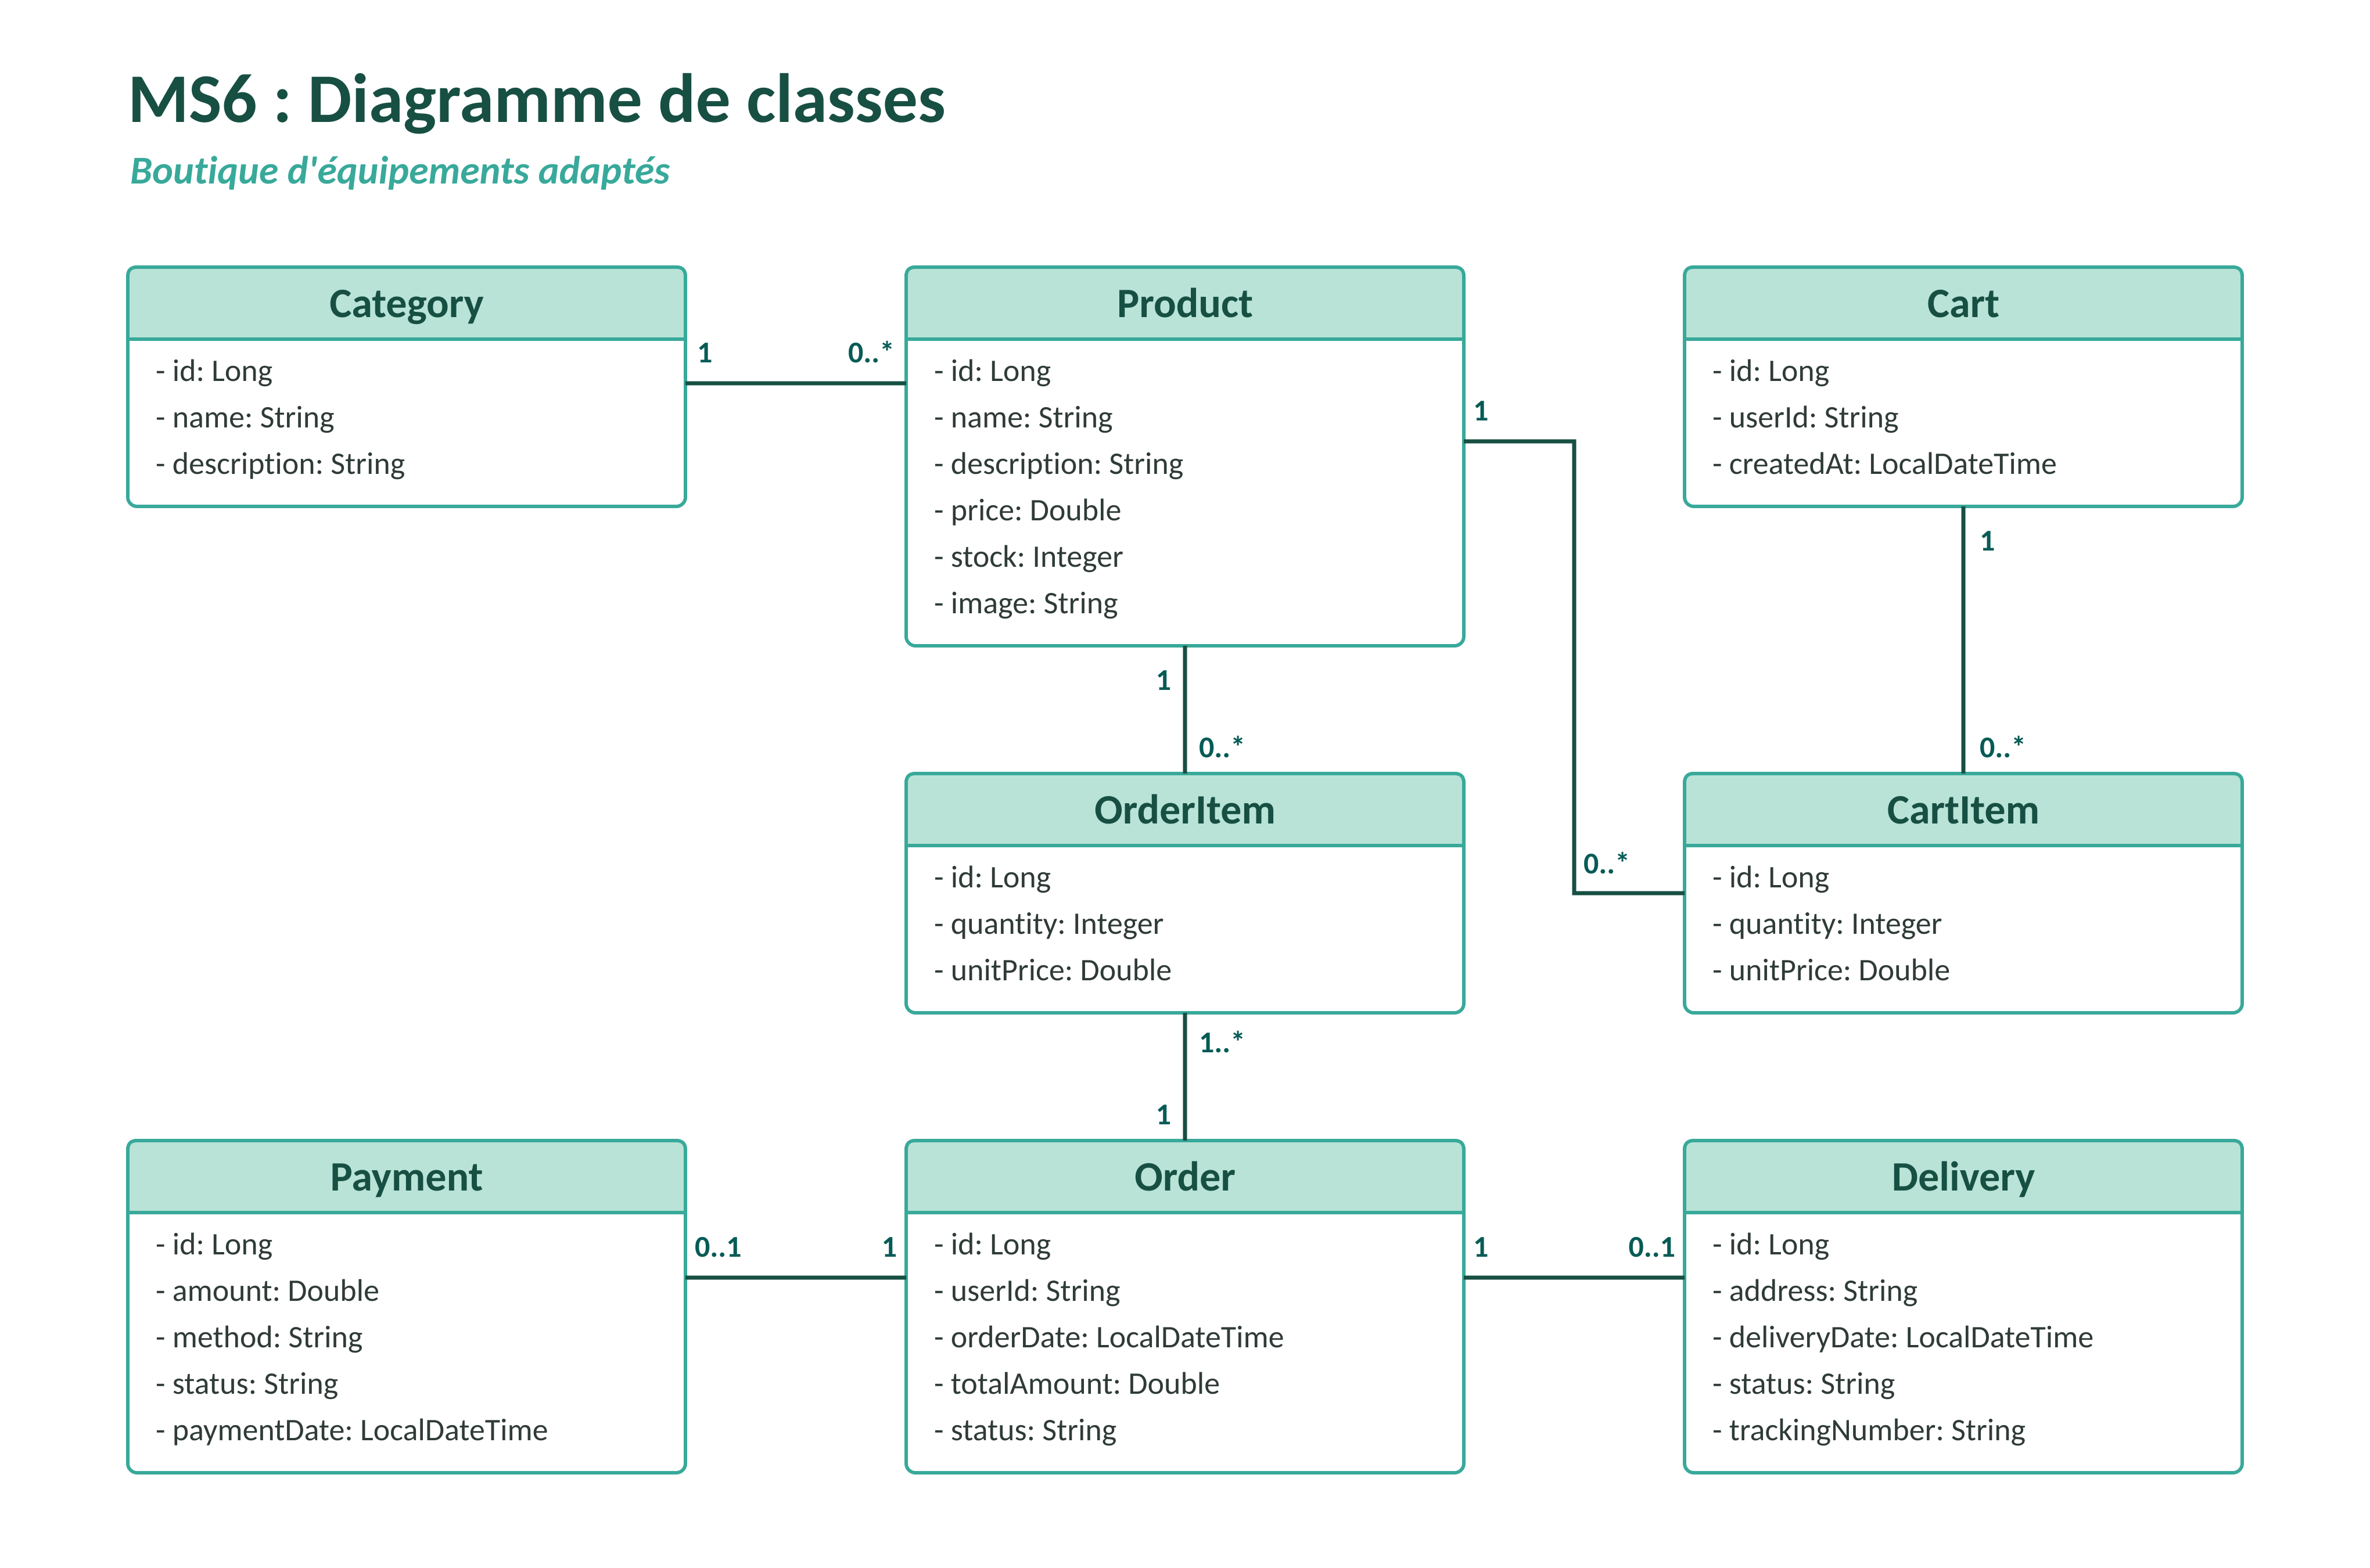 MS6 : Diagramme de classes
Boutique d'équipements adaptés
Category
- id: Long
- name: String
- description: String
1
0..*
Product
- id: Long
- name: String
- description: String
- price: Double
- stock: Integer
- image: String
1
Cart
- id: Long
- userId: String
- createdAt: LocalDateTime
1
1
0..*
0..*
OrderItem
- id: Long
- quantity: Integer
- unitPrice: Double
0..*
CartItem
- id: Long
- quantity: Integer
- unitPrice: Double
1..*
1
Payment
- id: Long
- amount: Double
- method: String
- status: String
- paymentDate: LocalDateTime
0..1
1
Order
- id: Long
- userId: String
- orderDate: LocalDateTime
- totalAmount: Double
- status: String
1
0..1
Delivery
- id: Long
- address: String
- deliveryDate: LocalDateTime
- status: String
- trackingNumber: String